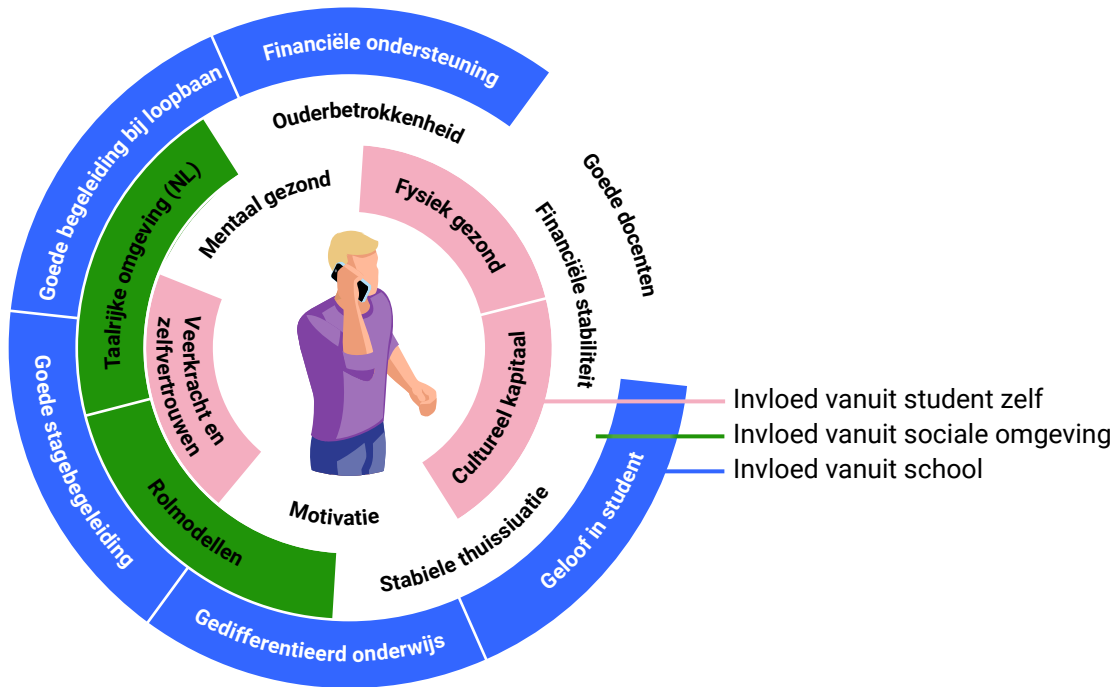 Financiële ondersteuning
Goede begeleiding bij loopbaan
Ouderbetrokkenheid
Goede docenten
Taalrijke omgeving (NL)
Mentaal gezond
Fysiek gezond
Financiële stabiliteit
Veerkracht en
zelfvertrouwen
Cultureel kapitaal
Goede stagebegeleiding
Rolmodellen
Motivatie
Stabiele thuissiuatie
Geloof in student
Gedifferentieerd onderwijs
Invloed vanuit student zelf
Invloed vanuit sociale omgeving
Invloed vanuit school